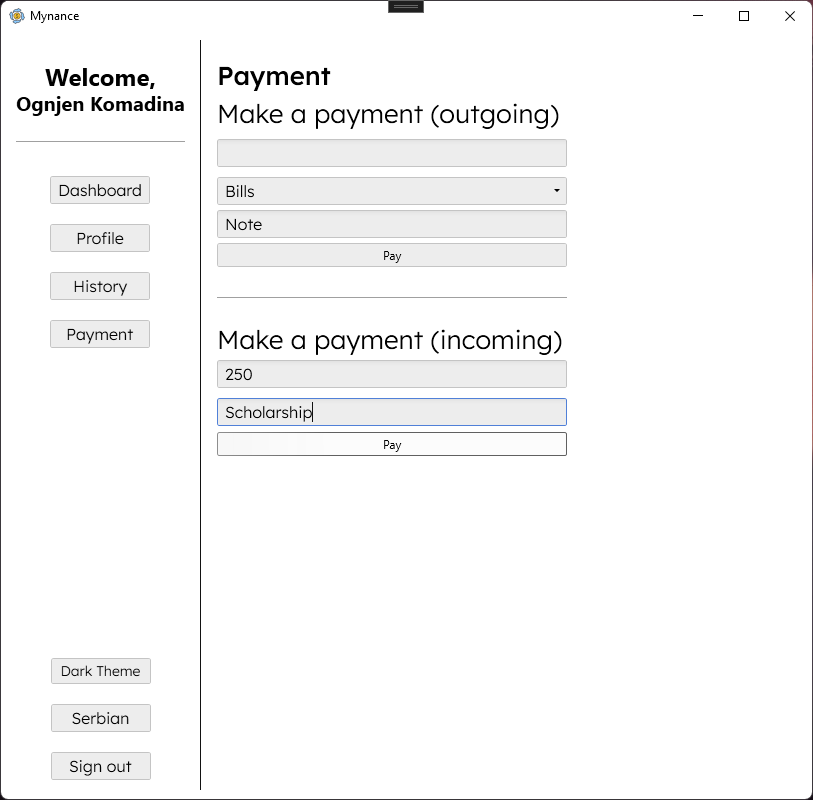 Mynance
Welcome,
Ognjen Komadina
Dashboard
Profile
History
Payment
Dark Theme
Serbian
Sign out
Payment
Make a payment (outgoing)
Bills
Note
Pay
Make a payment (incoming)
250
Scholarship
Pay